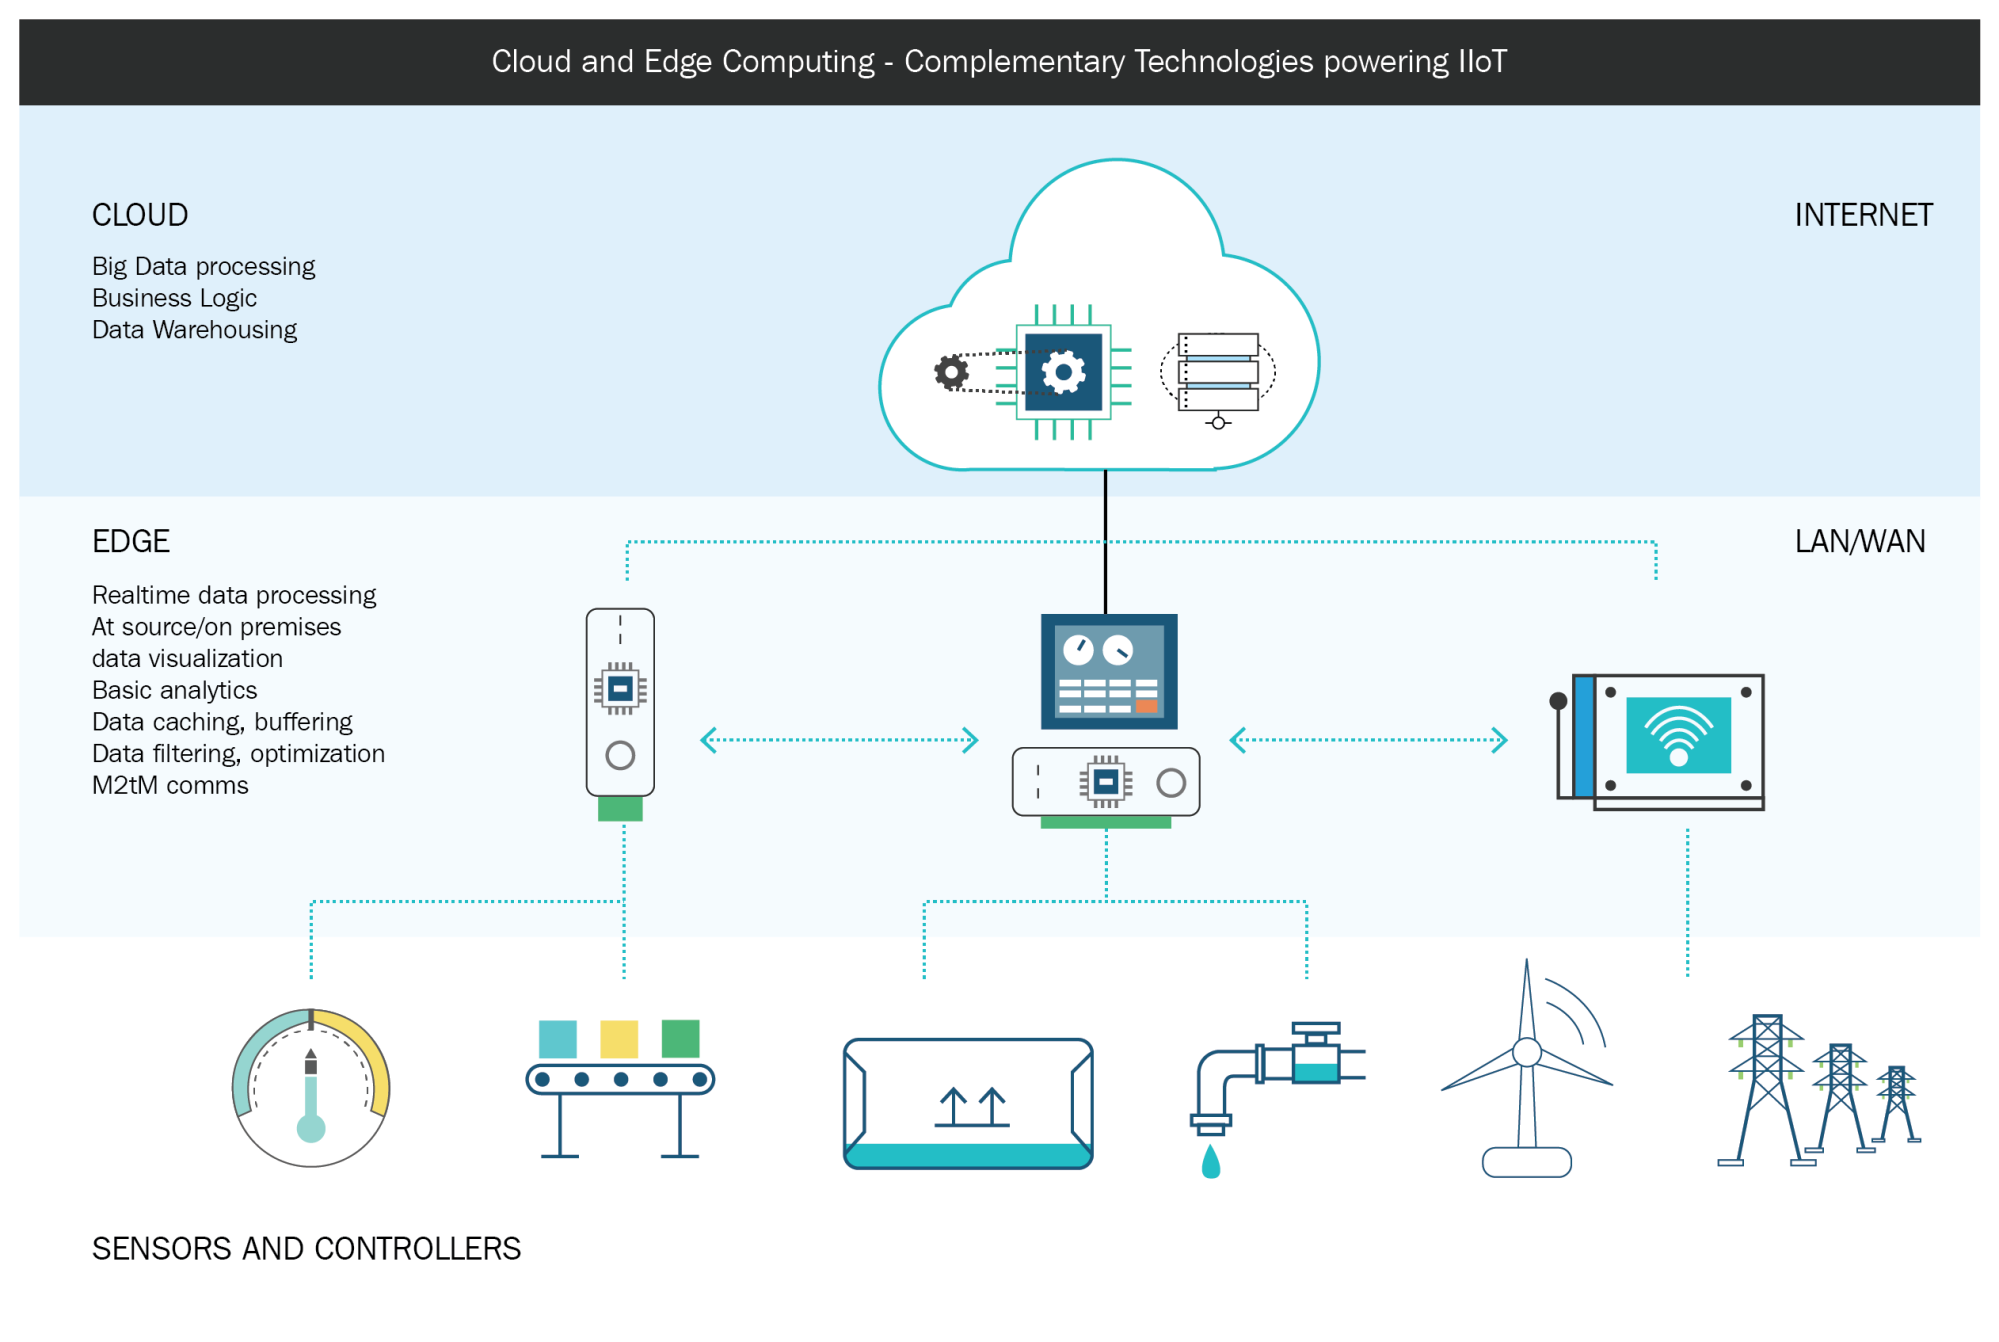 Cloud and Edge Computing - Complementary Technologies powering IIoT
CLOUD
INTERNET
Big Data processing
Business Logic
Data Warehousing
EDGE
LAN/WAN
Realtime data processing
At source/on premises
data visualization
Basic analytics
Data caching, buffering
Data filtering, optimization
M2tM comms
SENSORS AND CONTROLLERS